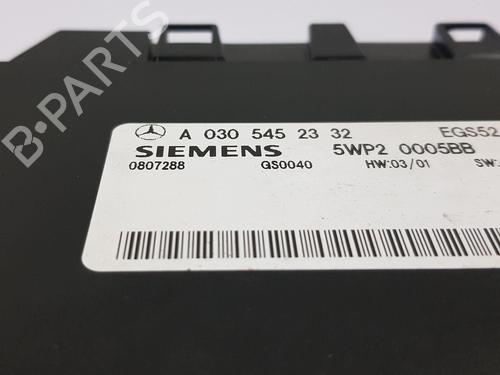 A 030 545 23 32 EGS52
SIEMENS 5WP2 0005BB
0807288 GS0040 HW:03/01 SW:
B-PARTS